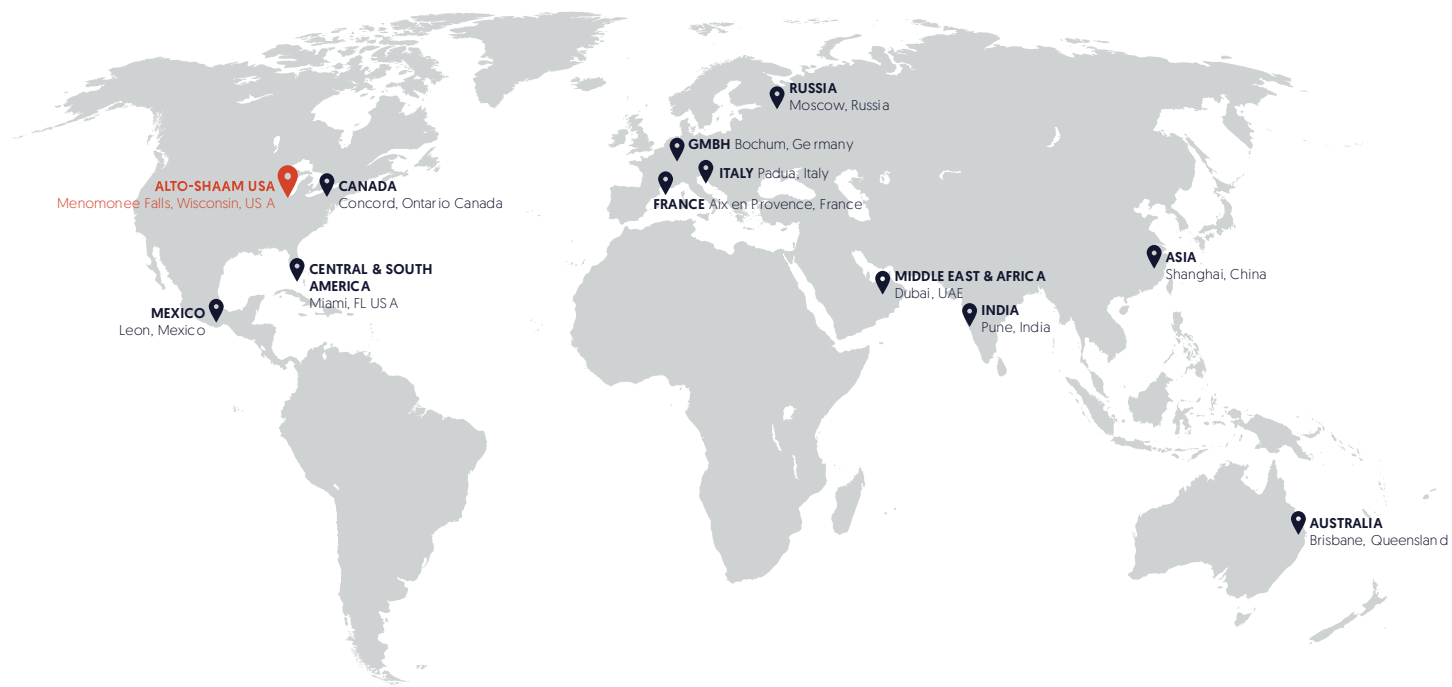 RUSSIA
Moscow, Russia
GMBH Bochum, Germany
ITALY Padua, Italy
FRANCE Aix en Provence, France
ALTO-SHAAM USA
Menomonee Falls, Wisconsin, USA
CANADA
Concord, Ontario Canada
CENTRAL & SOUTH
AMERICA
Miami, FL USA
MEXICO
Leon, Mexico
MIDDLE EAST & AFRICA
Dubai, UAE
INDIA
Pune, India
ASIA
Shanghai, China
AUSTRALIA
Brisbane, Queensland